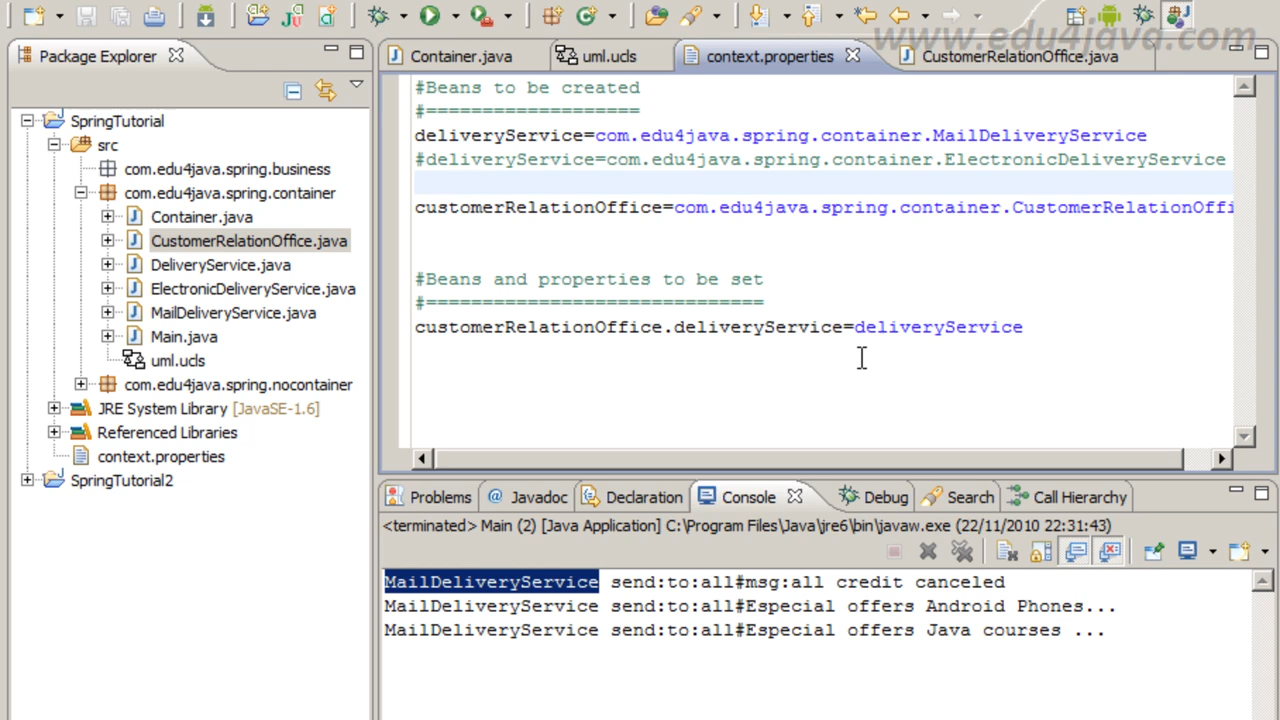 www.edu4java.com
Package Explorer
SpringTutorial
src
com.edu4java.spring.business
com.edu4java.spring.container
Container.java
CustomerRelationOffice.java
DeliveryService.java
ElectronicDeliveryService.java
MailDeliveryService.java
Main.java
uml.ucls
com.edu4java.spring.nocontainer
JRE System Library [JavaSE-1.6]
Referenced Libraries
context.properties
SpringTutorial2
Container.java uml.ucls context.properties CustomerRelationOffice.java
#Beans to be created
#===================
deliveryService=com.edu4java.spring.container.MailDeliveryService
#deliveryService=com.edu4java.spring.container.ElectronicDeliveryService
customerRelationOffice=com.edu4java.spring.container.CustomerRelationOffi
#Beans and properties to be set
#=============================
customerRelationOffice.deliveryService=deliveryService
Problems @ Javadoc Declaration Console Debug Search Call Hierarchy
<terminated> Main (2) [Java Application] C:\Program Files\Java\jre6\bin\javaw.exe (22/11/2010 22:31:43)
MailDeliveryService send:to:all#msg:all credit canceled
MailDeliveryService send:to:all#Especial offers Android Phones...
MailDeliveryService send:to:all#Especial offers Java courses ...